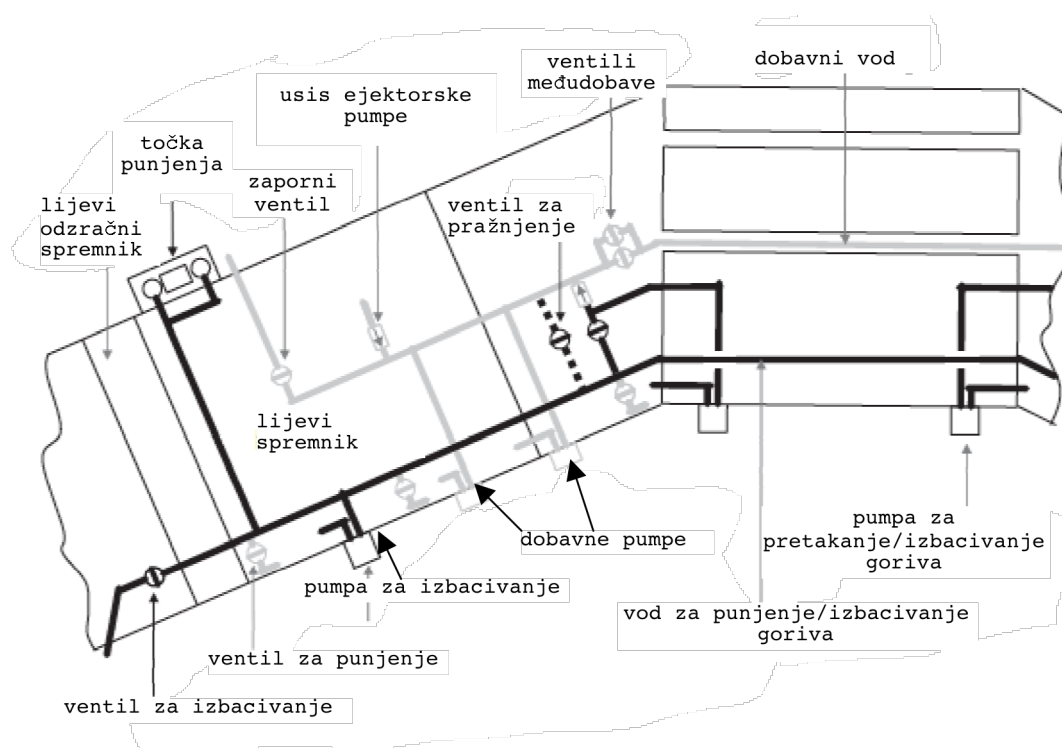 ventili
međudobave
dobavni vod
usis ejektorske
pumpe
točka
punjenja
zaporni
ventil
lijevi
odzračni
spremnik
ventil za
pražnjenje
lijevi
spremnik
dobavne pumpe
pumpa za
pretakanje/izbacivanje
goriva
pumpa za izbacivanje
vod za punjenje/izbacivanje
goriva
ventil za punjenje
ventil za izbacivanje